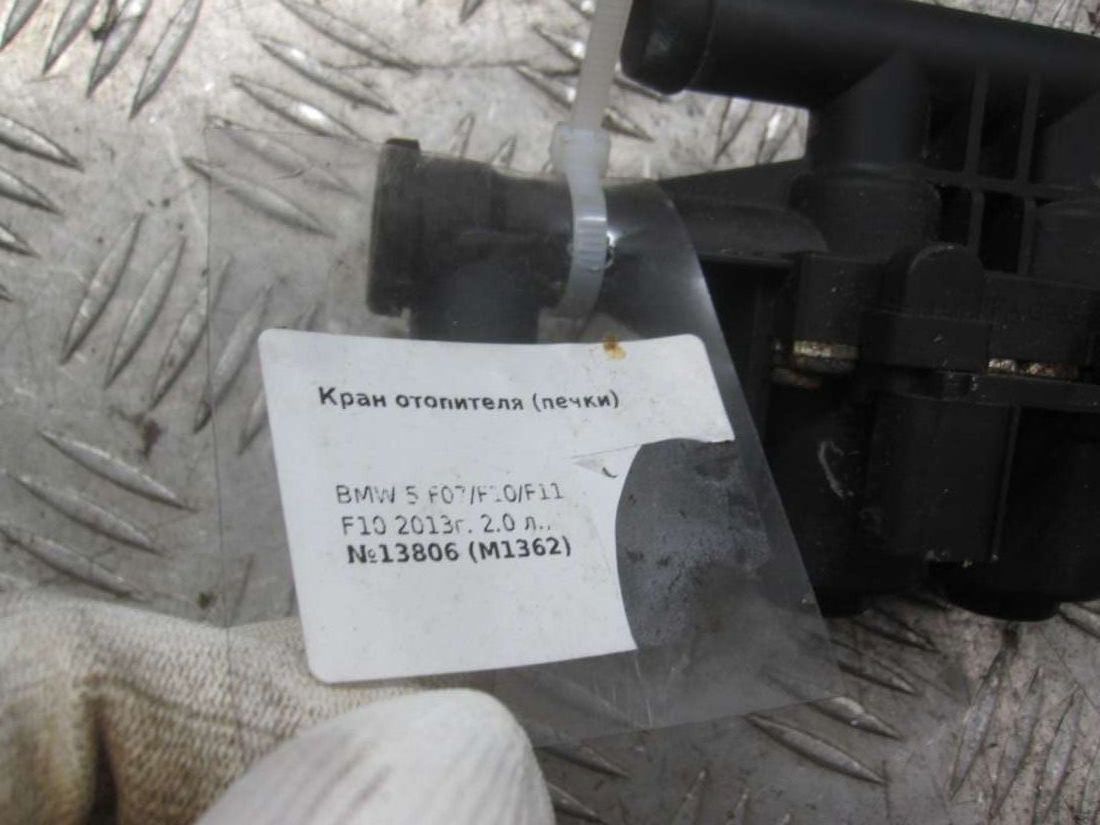 Кран отопителя (печки)
BMW 5 F07/F10/F11
F10 2013г. 2.0 л..
№13806 (M1362)